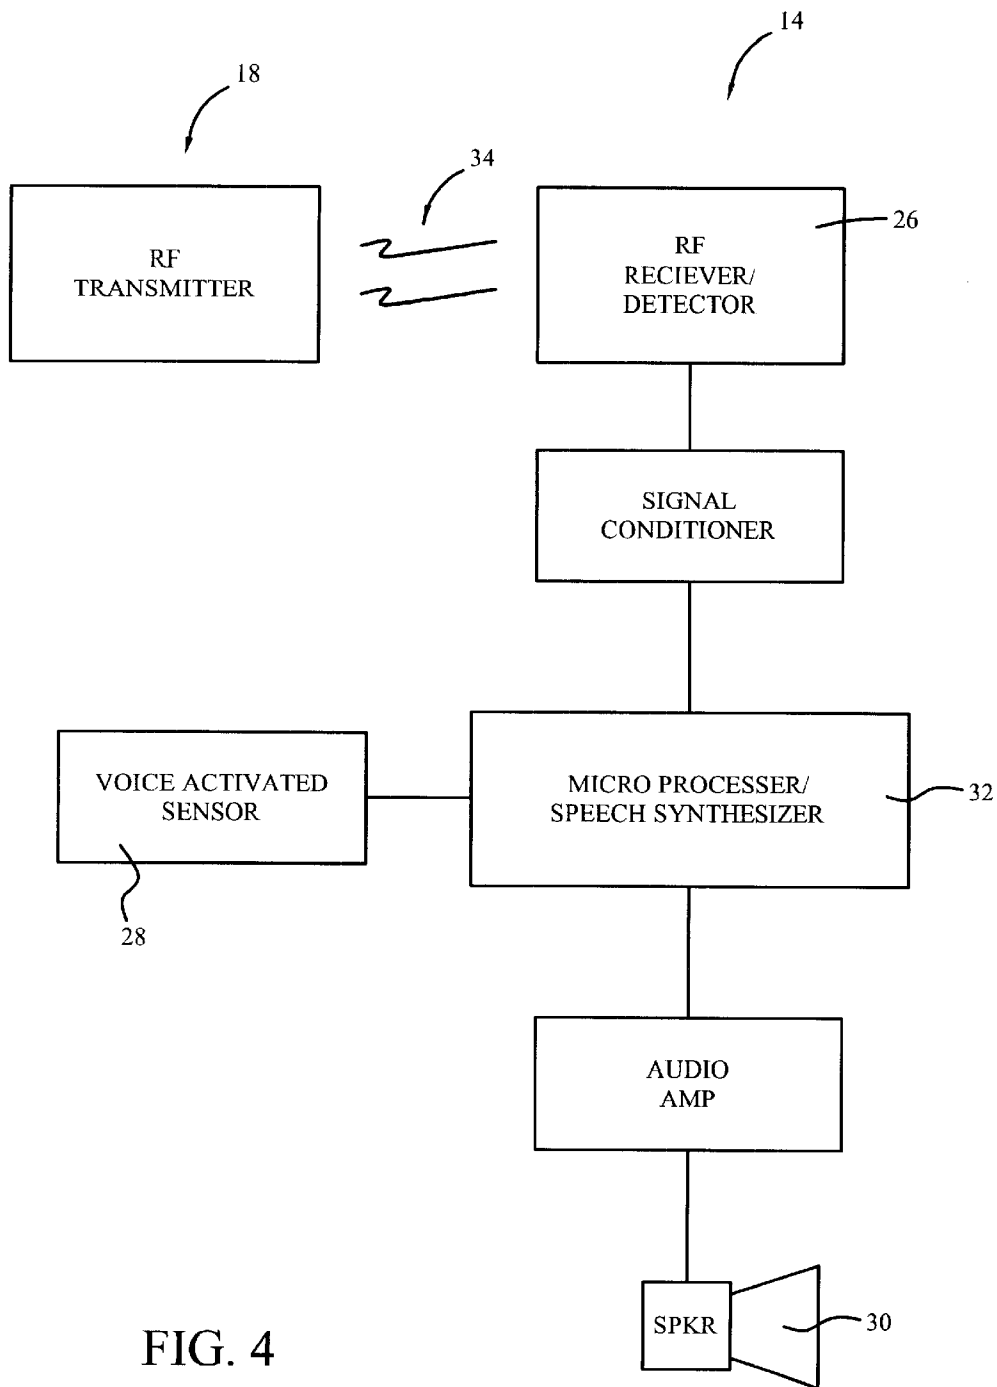 14
18
34
RF
TRANSMITTER
RF
RECIEVER/
DETECTOR
26
SIGNAL
CONDITIONER
VOICE ACTIVATED
SENSOR
MICRO PROCESSER/
SPEECH SYNTHESIZER
32
28
AUDIO
AMP
SPKR
30
FIG. 4